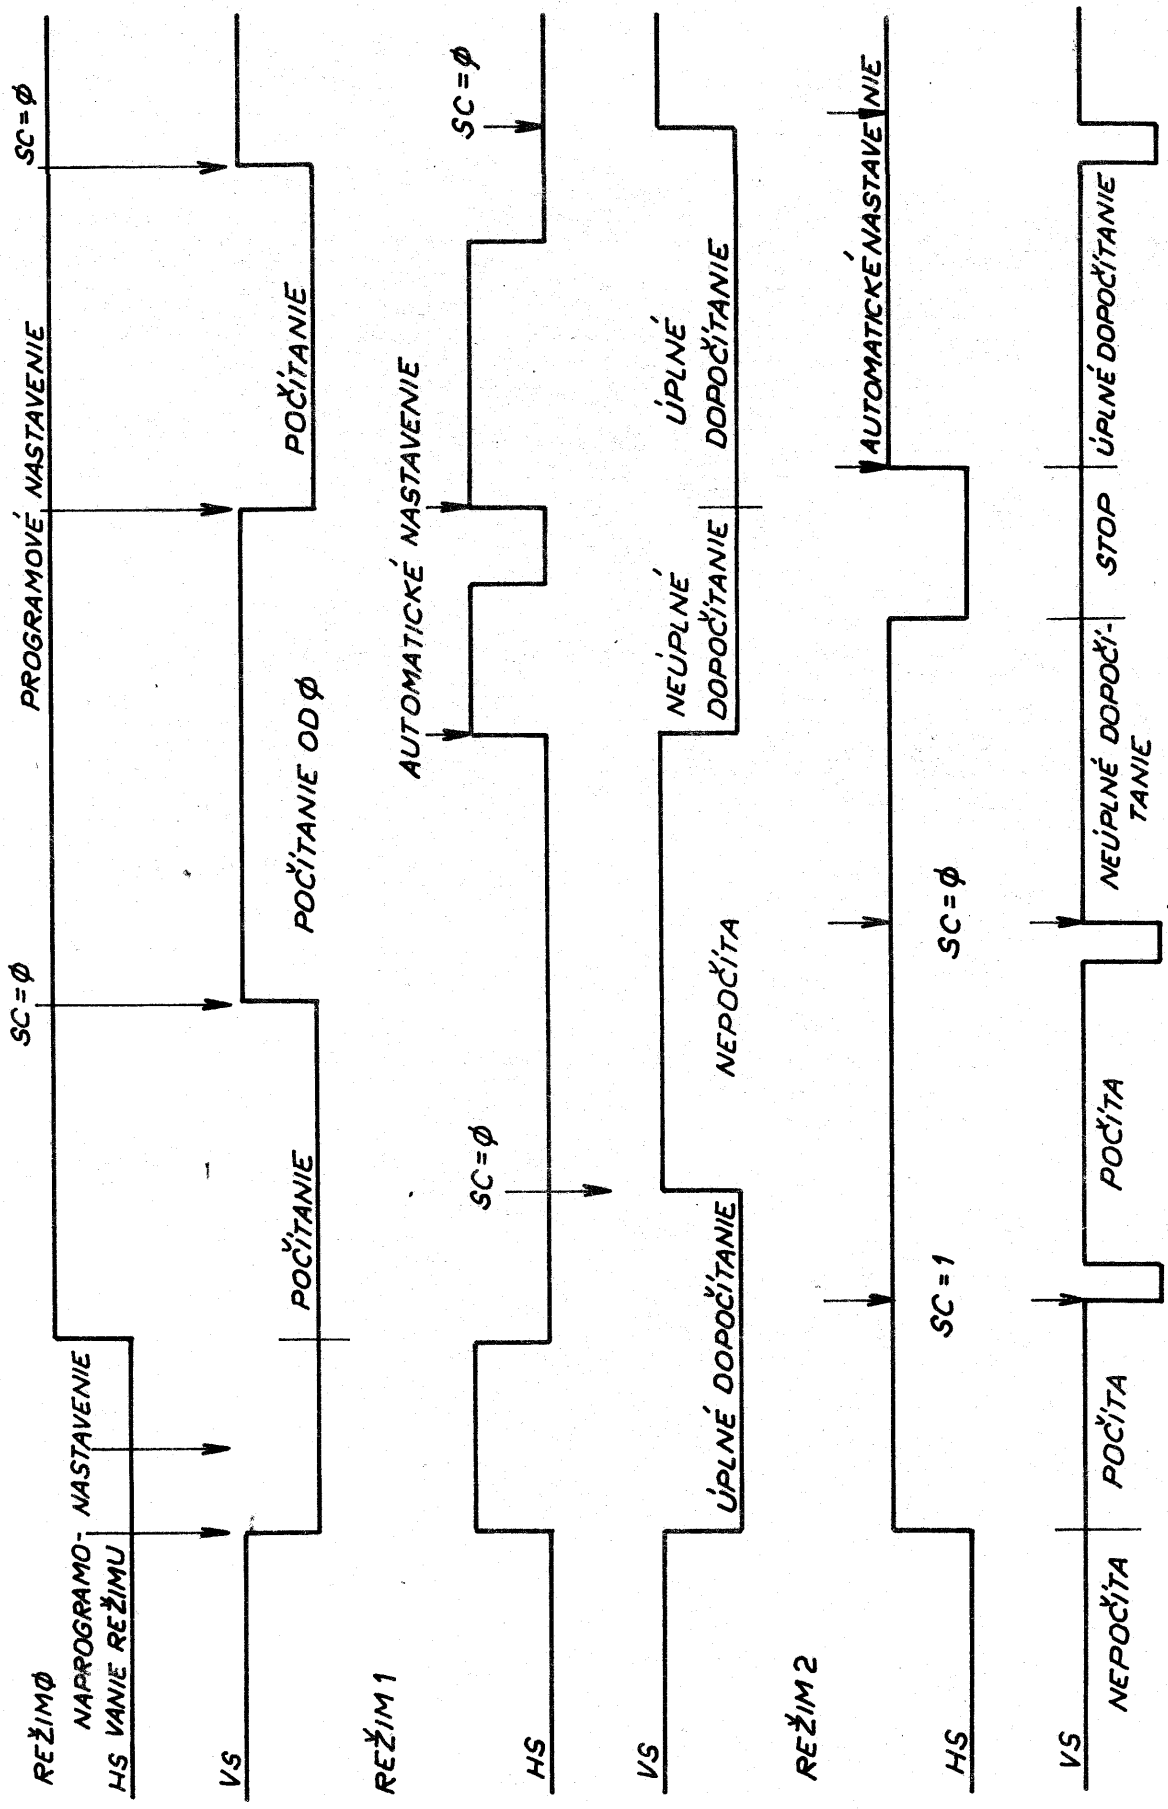 REŽIMØ
NAPROGRAMO-
VANIE REŽIMU
NASTAVENIE
SC=Ø
PROGRAMOVÉ NASTAVENIE
SC=Ø
HS
VS
POČÍTANIE
POČÍTANIE OD Ø
POČÍTANIE
REŽIM 1
AUTOMATICKÉ NASTAVENIE
SC=Ø
SC=Ø
HS
VS
ÚPLNÉ DOPOČÍTANIE
NEPOČÍTA
NEÚPLNÉ
DOPOČÍTANIE
ÚPLNÉ
DOPOČÍTANIE
REŽIM 2
AUTOMATICKÉ NASTAVENIE
HS
SC=1
SC=Ø
VS
NEPOČÍTA
POČÍTA
POČÍTA
NEÚPLNÉ DOPOČÍ-
TANIE
STOP
ÚPLNÉ DOPOČÍTANIE